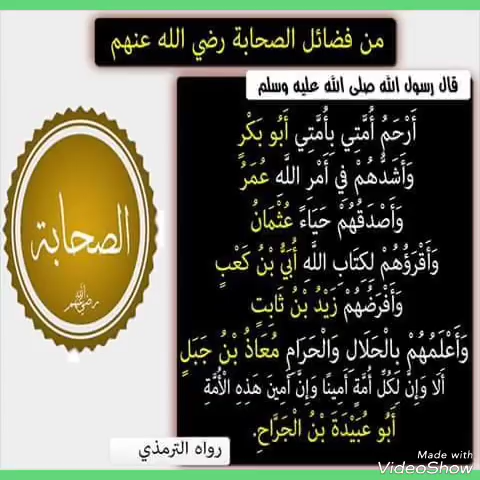 من فضائل الصحابة رضي الله عنهم
قال رسول الله صلى الله عليه وسلم
أَرْحَمُ أُمَّتِي بِأُمَّتِي أَبُو بَكْرٍ
وَأَشَدُّهُمْ فِي أَمْرِ اللَّهِ عُمَرُ
وَأَصْدَقُهُمْ حَيَاءً عُثْمَانُ
وَأَقْرَؤُهُمْ لِكِتَابِ اللَّهِ أُبَيُّ بْنُ كَعْبٍ
وَأَفْرَضُهُمْ زَيْدُ بْنُ ثَابِتٍ
وَأَعْلَمُهُمْ بِالْحَلَالِ وَالْحَرَامِ مُعَاذُ بْنُ جَبَلٍ
أَلَا وَإِنَّ لِكُلِّ أُمَّةٍ أَمِينًا وَإِنَّ أَمِينَ هَذِهِ الْأُمَّةِ
أَبُو عُبَيْدَةَ بْنُ الْجَرَّاحِ.
رواه الترمذي
الصحابة
رضي الله عنهم
Made with
VideoShow